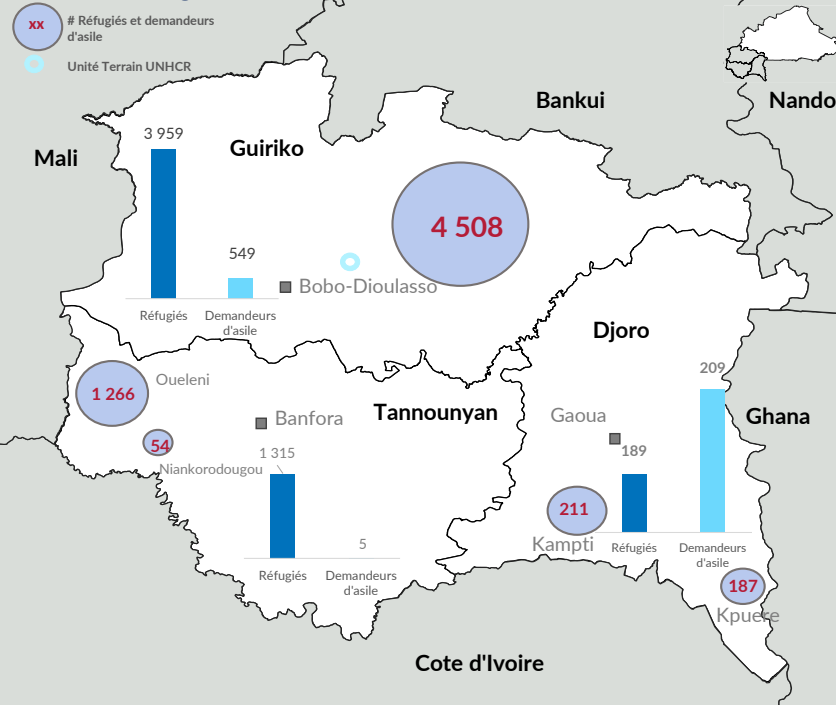 xx
# Réfugiés et demandeurs
d'asile
Unité Terrain UNHCR
Bankui
Nando
Mali
3 959
Guiriko
4 508
549
Bobo-Dioulasso
Réfugiés
Demandeurs
d'asile
Djoro
209
1 266
Oueleni
Banfora
Tannounyan
Gaoua
Ghana
54
Niankorodougou
1 315
189
211
Kampti
5
Réfugiés
Demandeurs
d'asile
Réfugiés
Demandeurs
d'asile
187
Kpuere
Cote d'Ivoire